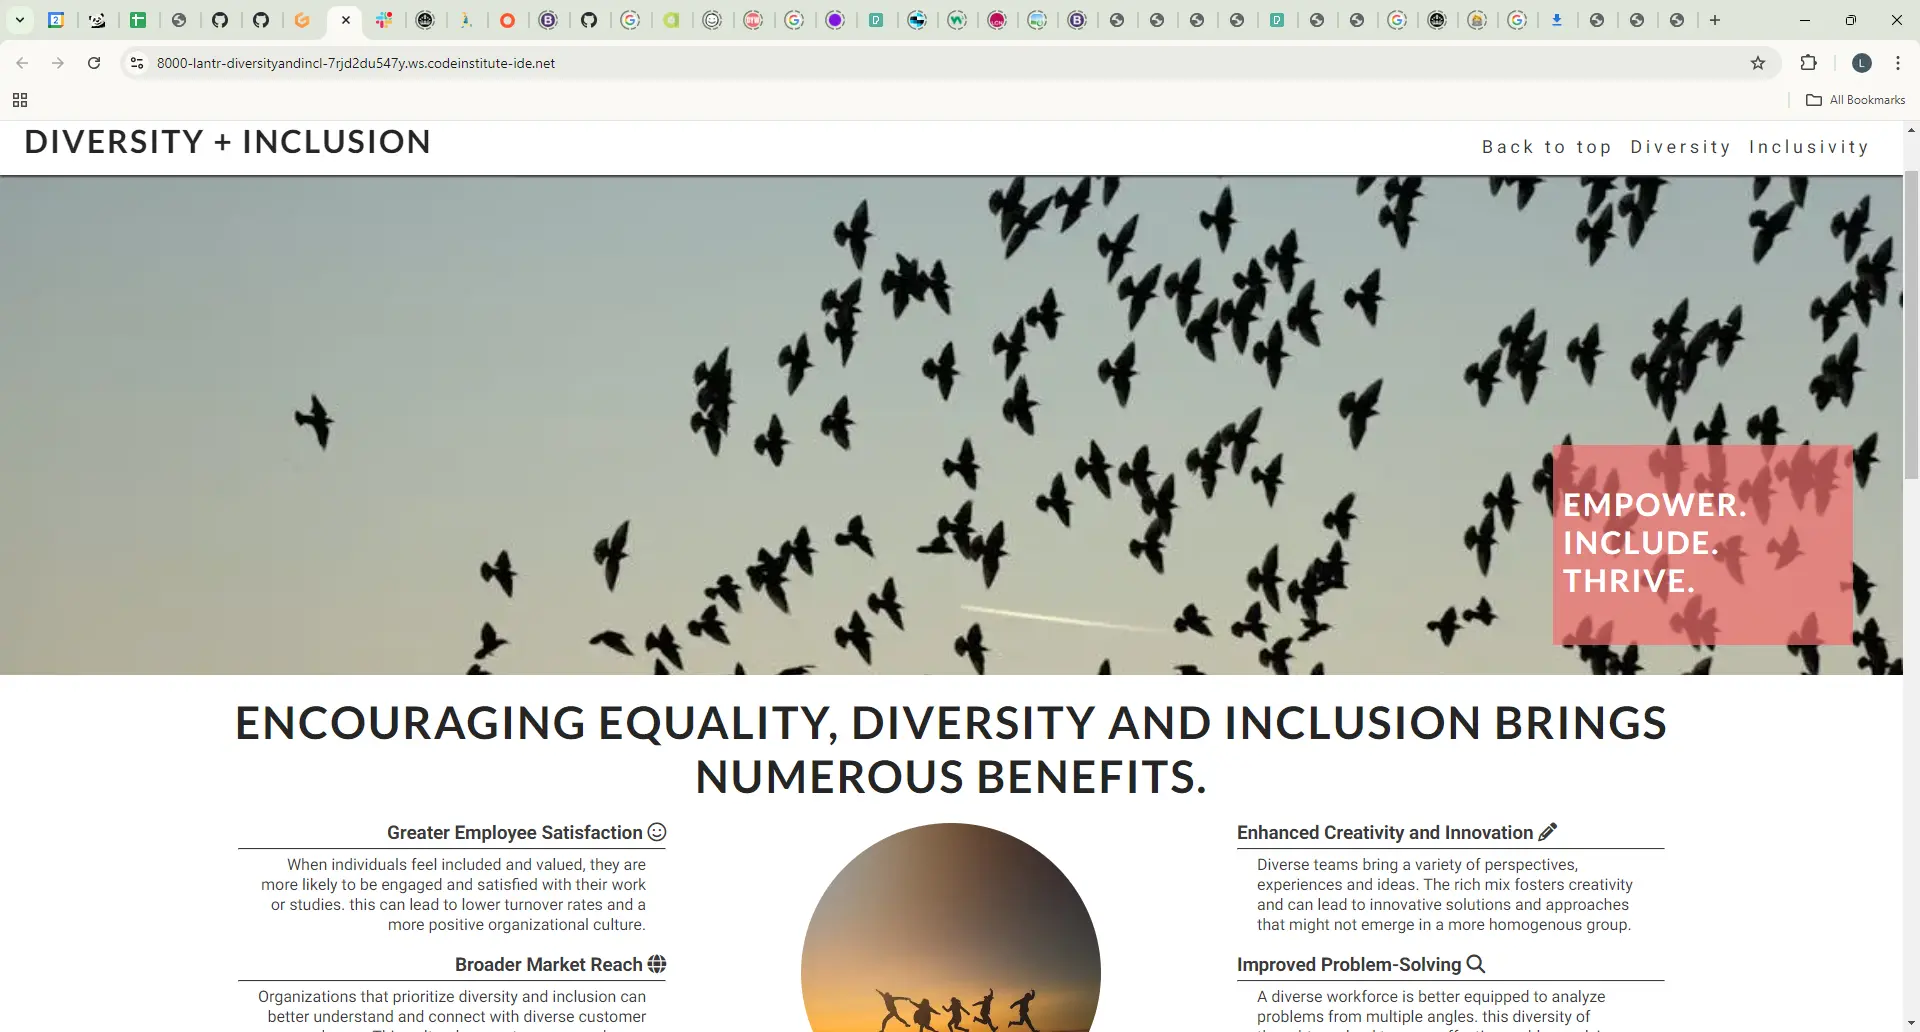 8000-lantr-diversityandincl-7rjd2du547y.ws.codeinstitute-ide.net
L
All Bookmarks
DIVERSITY + INCLUSION
Back to top Diversity Inclusivity
EMPOWER.
INCLUDE.
THRIVE.
ENCOURAGING EQUALITY, DIVERSITY AND INCLUSION BRINGS
NUMEROUS BENEFITS.
Greater Employee Satisfaction
When individuals feel included and valued, they are
more likely to be engaged and satisfied with their work
or studies. this can lead to lower turnover rates and a
more positive organizational culture.
Broader Market Reach
Organizations that prioritize diversity and inclusion can
better understand and connect with diverse customer
Enhanced Creativity and Innovation
Diverse teams bring a variety of perspectives,
experiences and ideas. The rich mix fosters creativity
and can lead to innovative solutions and approaches
that might not emerge in a more homogenous group.
Improved Problem-Solving
A diverse workforce is better equipped to analyze
problems from multiple angles. this diversity of